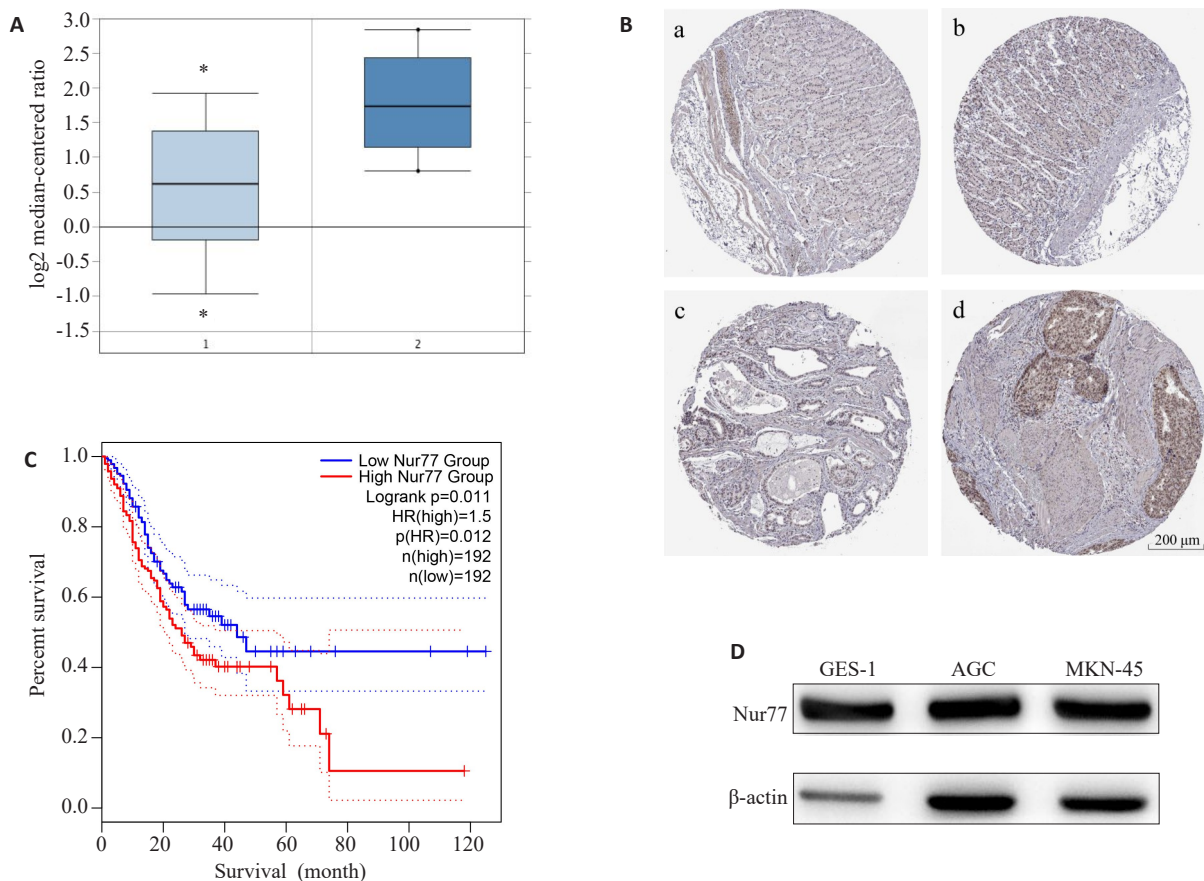 A
log2 median-centered ratio
3.0
2.5
2.0
1.5
1.0
0.5
0.0
-0.5
-1.0
-1.5
*
*
1
2
B
a
b
c
d
200 μm
C
Percent survival
1.0
0.8
0.6
0.4
0.2
0.0
Low Nur77 Group
High Nur77 Group
Logrank p=0.011
HR(high)=1.5
p(HR)=0.012
n(high)=192
n(low)=192
0 20 40 60 80 100 120
Survival (month)
D
GES-1 AGC MKN-45
Nur77
β-actin